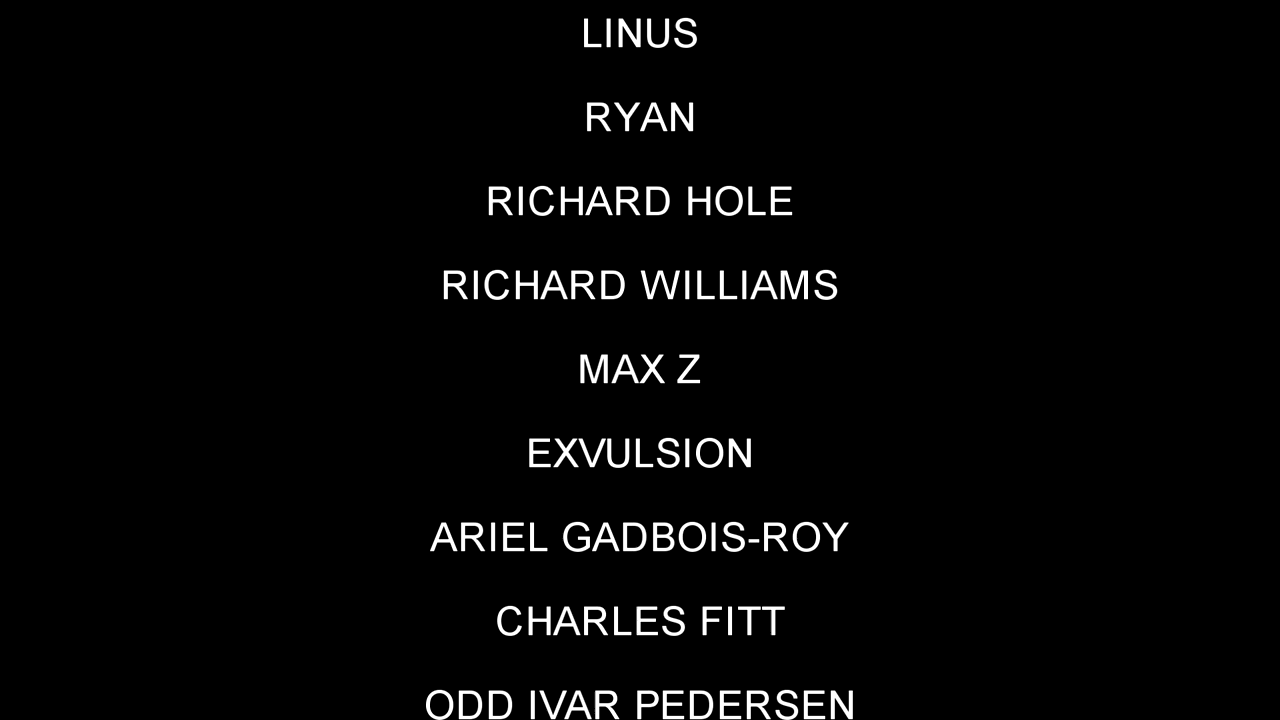 LINUS
RYAN
RICHARD HOLE
RICHARD WILLIAMS
MAX Z
EXVULSION
ARIEL GADBOIS-ROY
CHARLES FITT
ODD IVAR PEDERSEN